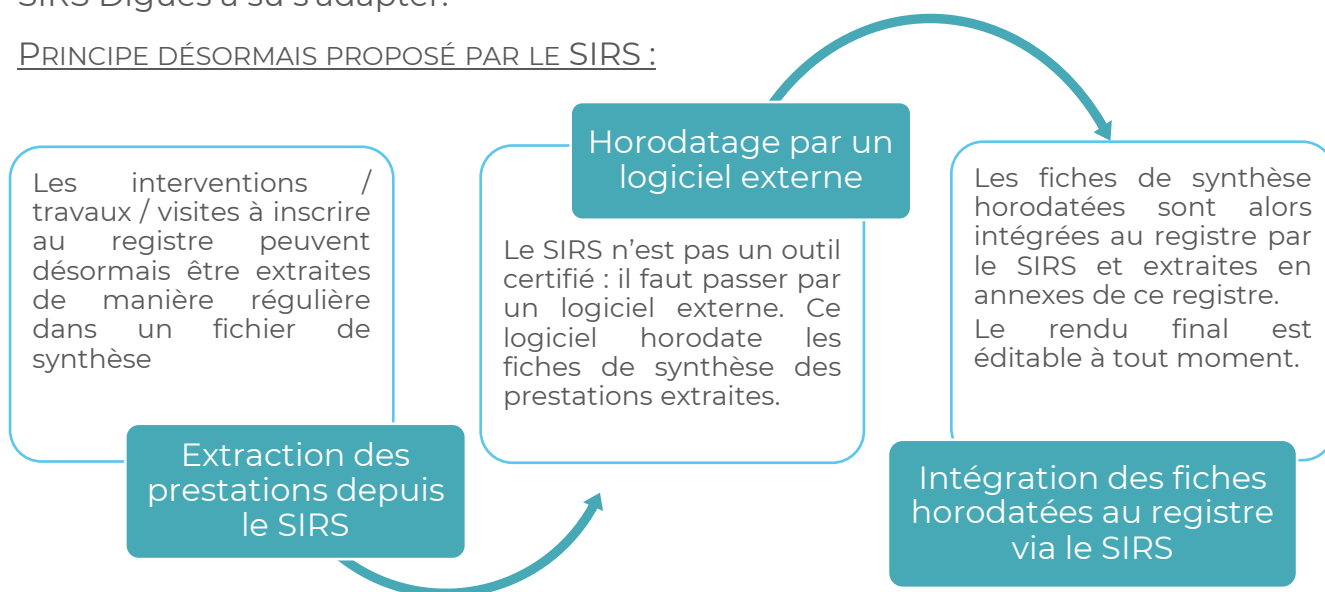 SIRS Digues a su s'adapter.
PRINCIPE DÉSORMAIS PROPOSÉ PAR LE SIRS :
Les interventions /
travaux / visites à inscrire
au registre peuvent
désormais être extraites
de manière régulière
dans un fichier de
synthèse
Extraction des
prestations depuis
le SIRS
Horodatage par un
logiciel externe
Le SIRS n’est pas un outil
certifié : il faut passer par
un logiciel externe. Ce
logiciel horodate les
fiches de synthèse des
prestations extraites.
Les fiches de synthèse
horodatées sont alors
intégrées au registre par
le SIRS et extraites en
annexes de ce registre.
Le rendu final est
éditable à tout moment.
Intégration des fiches
horodatées au registre
via le SIRS